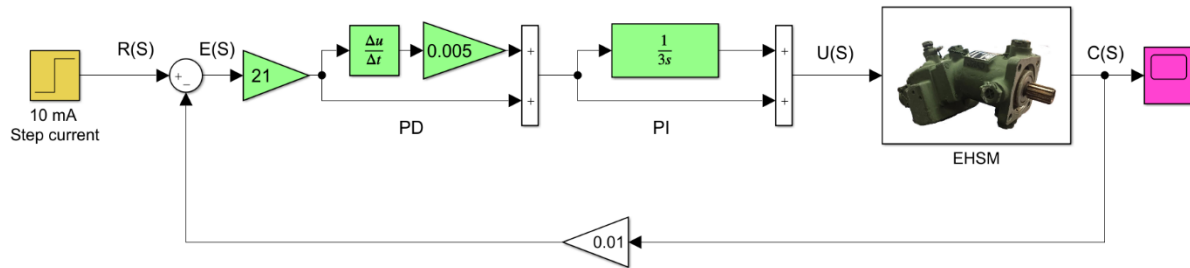 R(S)
E(S)
21
Δu
Δt
0.005
+
+
1
3s
+
+
U(S)
C(S)
+
−
10 mA
Step current
PD
PI
EHSM
0.01